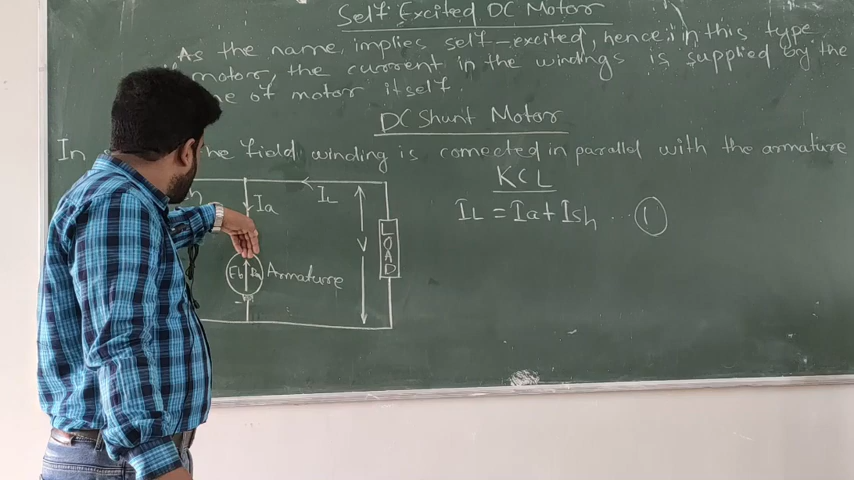 Self Excited DC Motor
As the name, implies self-excited, hence, in this type
motor, the current in the windings is supplied by the
of motor itself.
DC Shunt Motor
In field winding is connected in parallel with the armature
KCL
IL = Ia + Ish ... 1
Ia
IL
V
LOAD
Eb
Ra
Armature